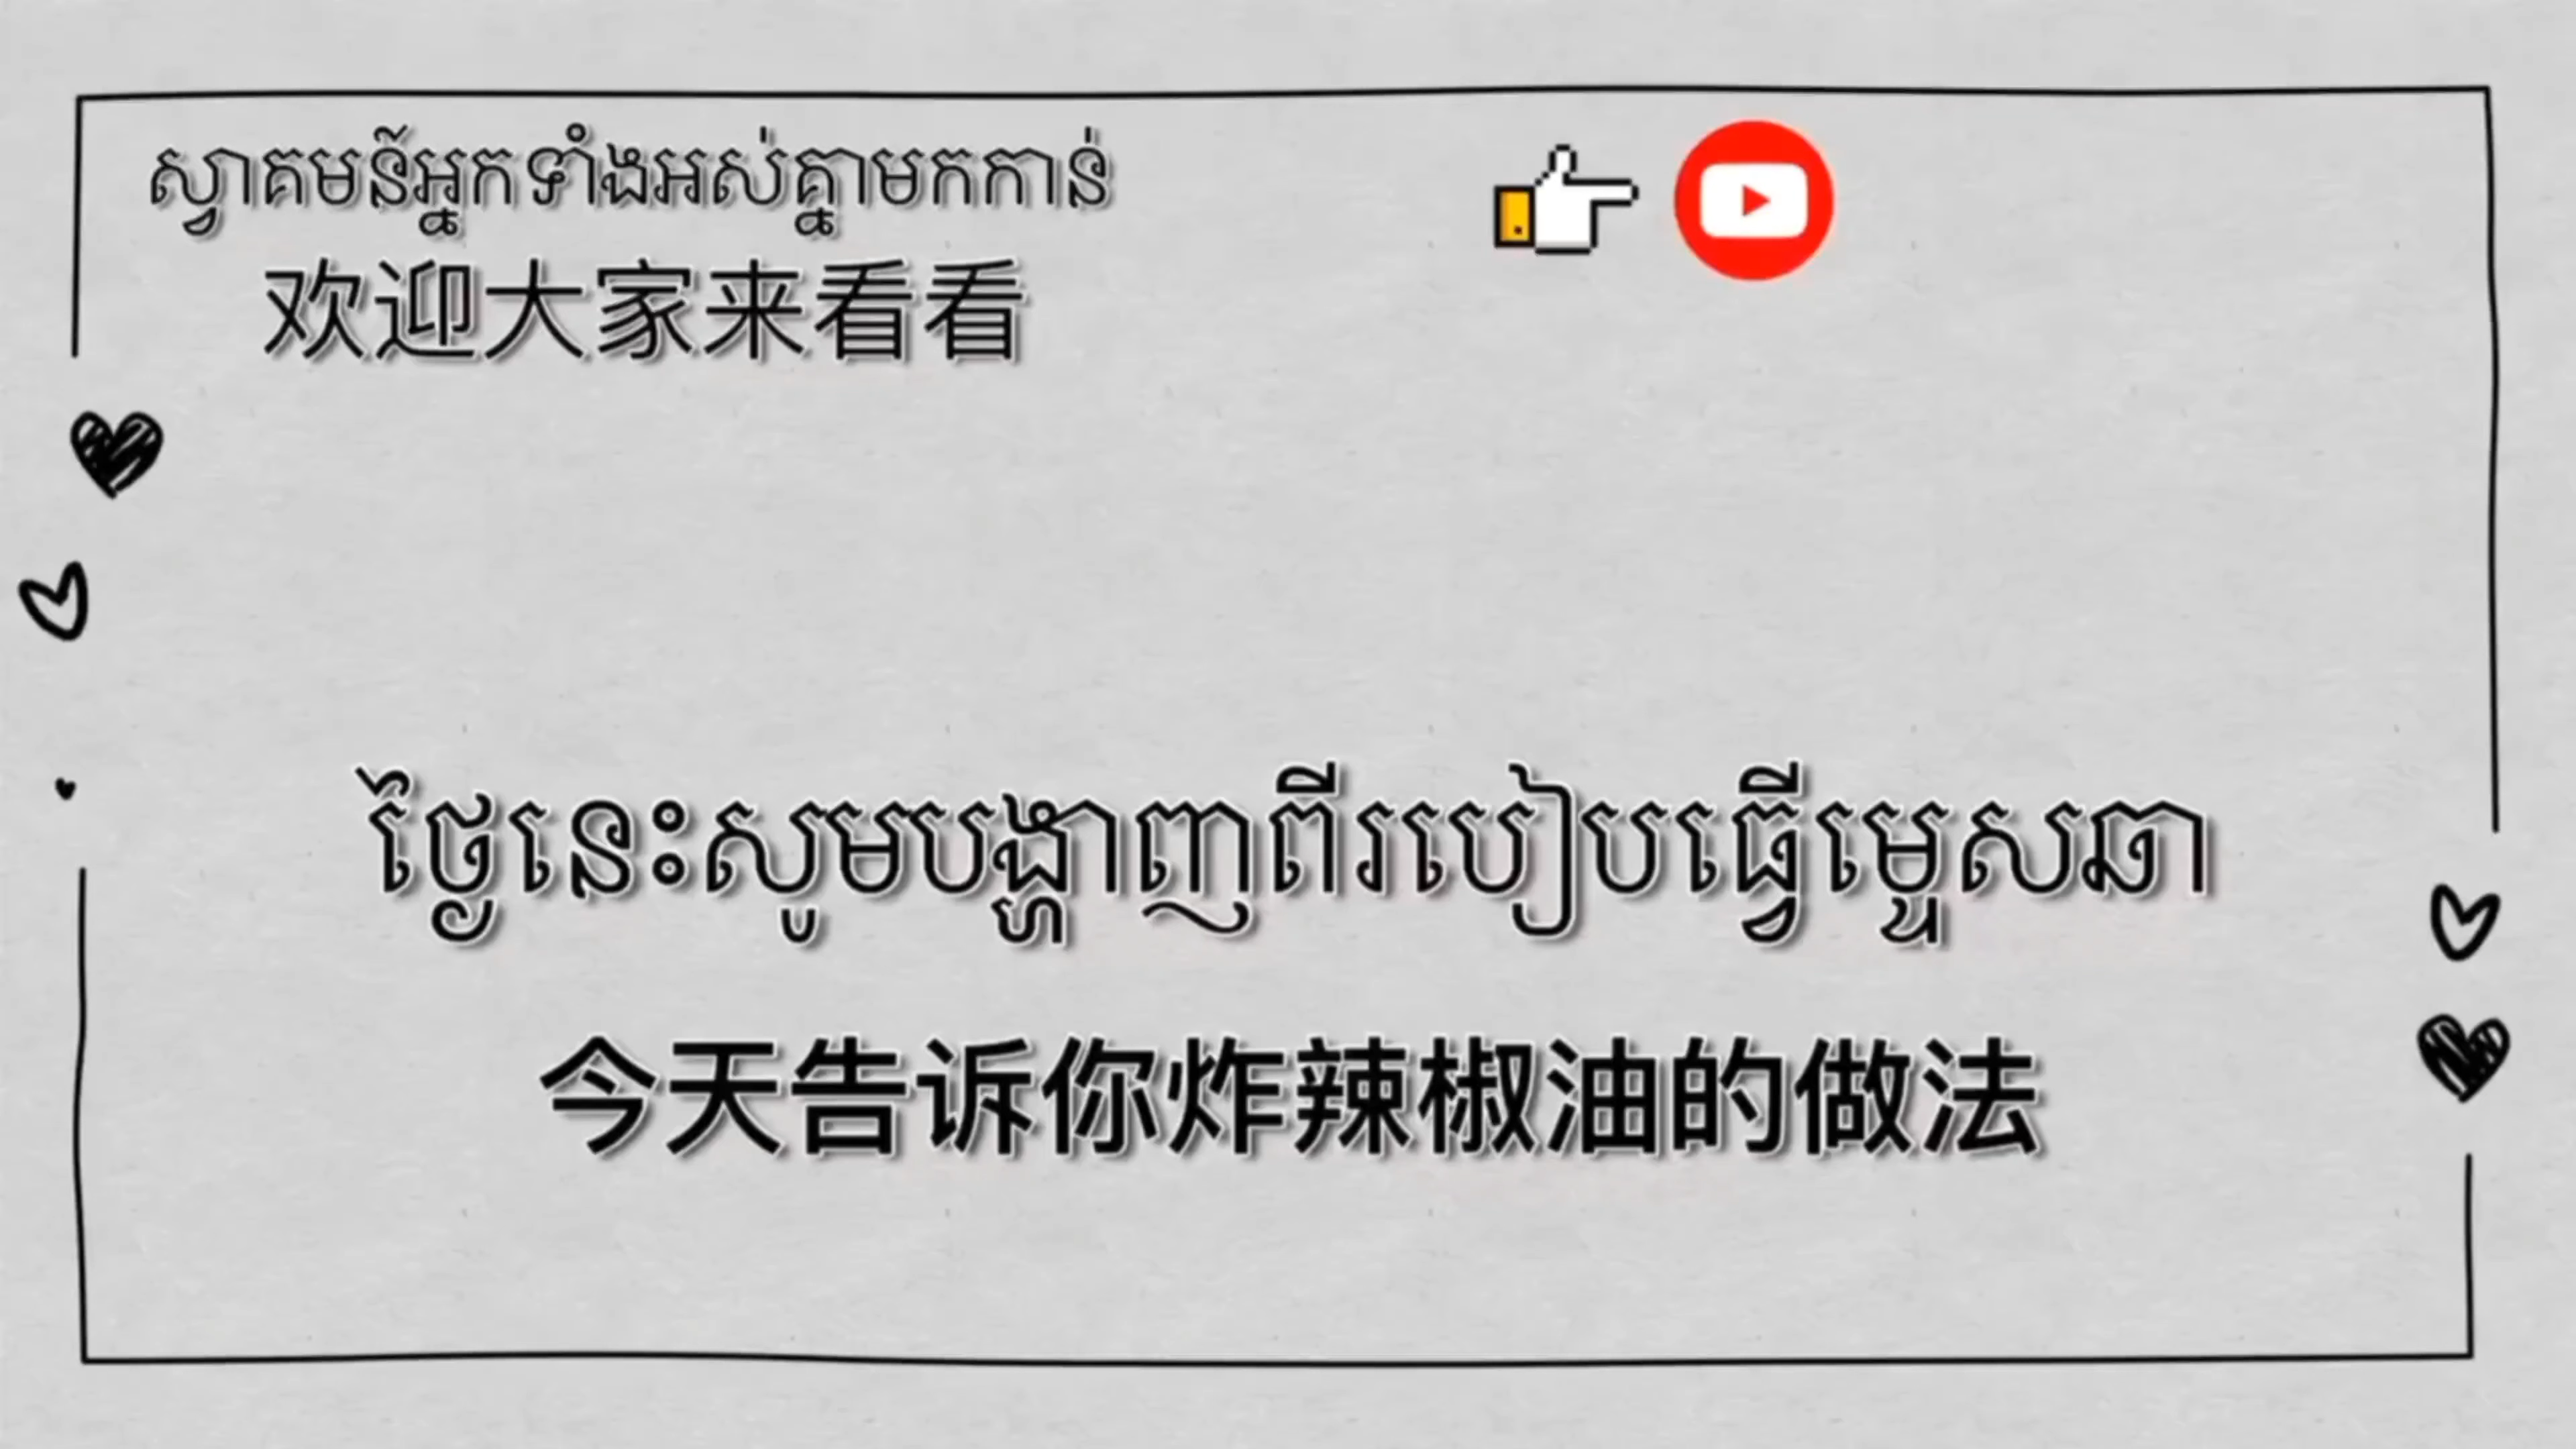 ស្វាគមន៍អ្នកទាំងអស់គ្នាមកកាន់
欢迎大家来看看
ថ្ងៃនេះសូមបង្ហាញពីរបៀបធ្វើម្ទេសឆា
今天告诉你炸辣椒油的做法